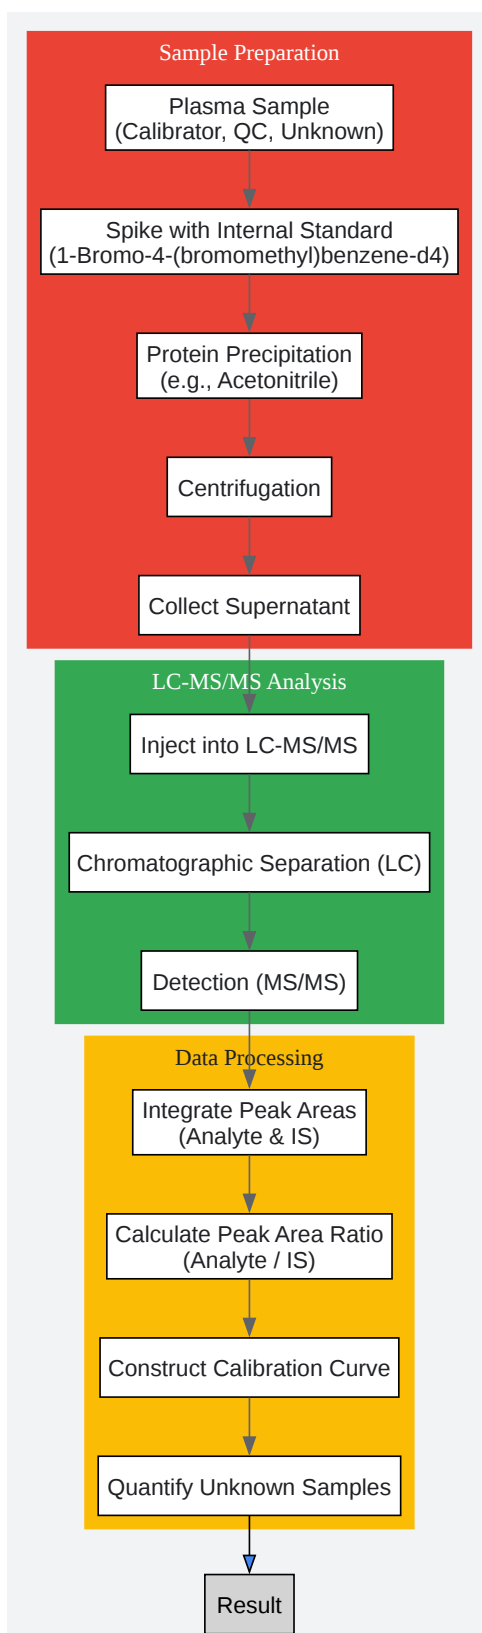 Sample Preparation
Plasma Sample
(Calibrator, QC, Unknown)
Spike with Internal Standard
(1-Bromo-4-(bromomethyl)benzene-d4)
Protein Precipitation
(e.g., Acetonitrile)
Centrifugation
Collect Supernatant
LC-MS/MS Analysis
Inject into LC-MS/MS
Chromatographic Separation (LC)
Detection (MS/MS)
Data Processing
Integrate Peak Areas
(Analyte & IS)
Calculate Peak Area Ratio
(Analyte / IS)
Construct Calibration Curve
Quantify Unknown Samples
Result